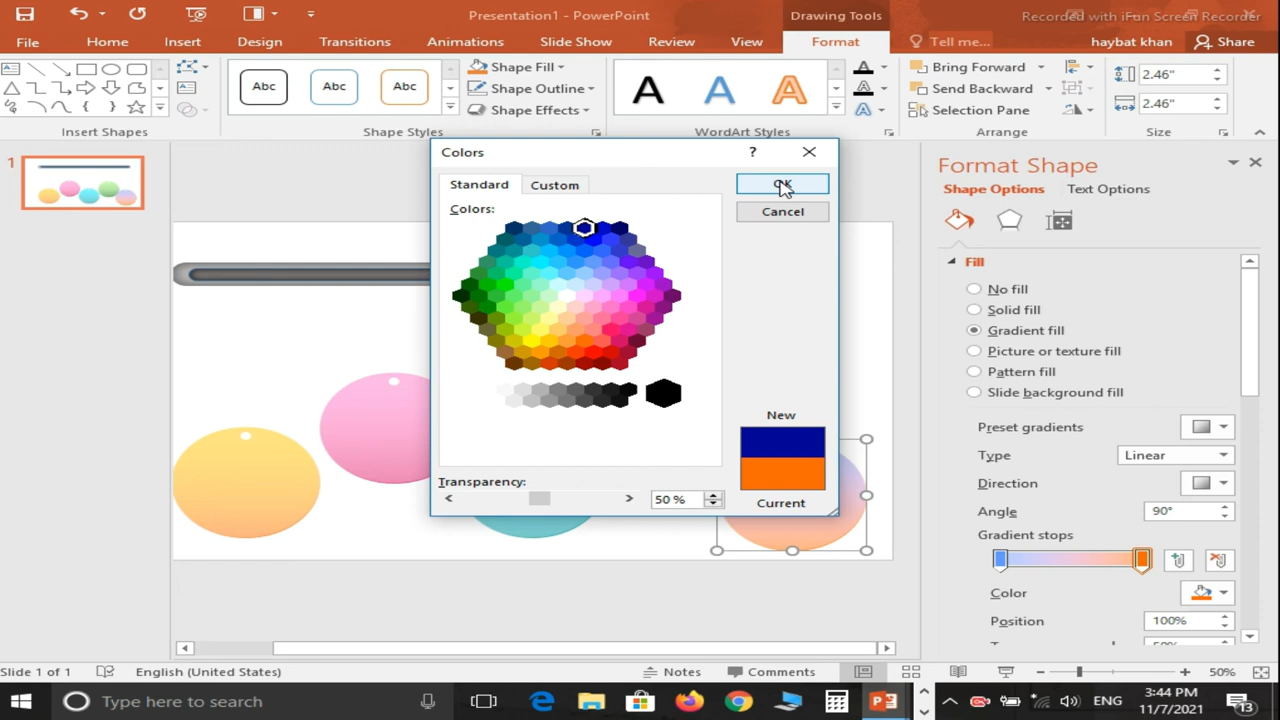 Presentation1 - PowerPoint
Drawing Tools
Recorded with iFun Screen Recorder
File
Home
Insert
Design
Transitions
Animations
Slide Show
Review
View
Format
Tell me...
haybat khan
Share
Abc
Abc
Abc
Shape Fill
Shape Outline
Shape Effects
A
A
A
Bring Forward
Send Backward
Selection Pane
2.46"
2.46"
Insert Shapes
Shape Styles
WordArt Styles
Arrange
Size
1
Colors
?
Standard
Custom
OK
Cancel
Colors:
New
Current
Transparency:
50 %
Format Shape
Shape Options
Text Options
Fill
No fill
Solid fill
Gradient fill
Picture or texture fill
Pattern fill
Slide background fill
Preset gradients
Type
Linear
Direction
Angle
90°
Gradient stops
Color
Position
100%
Slide 1 of 1
English (United States)
Notes
Comments
50%
Type here to search
ENG
3:44 PM
11/7/2021
13